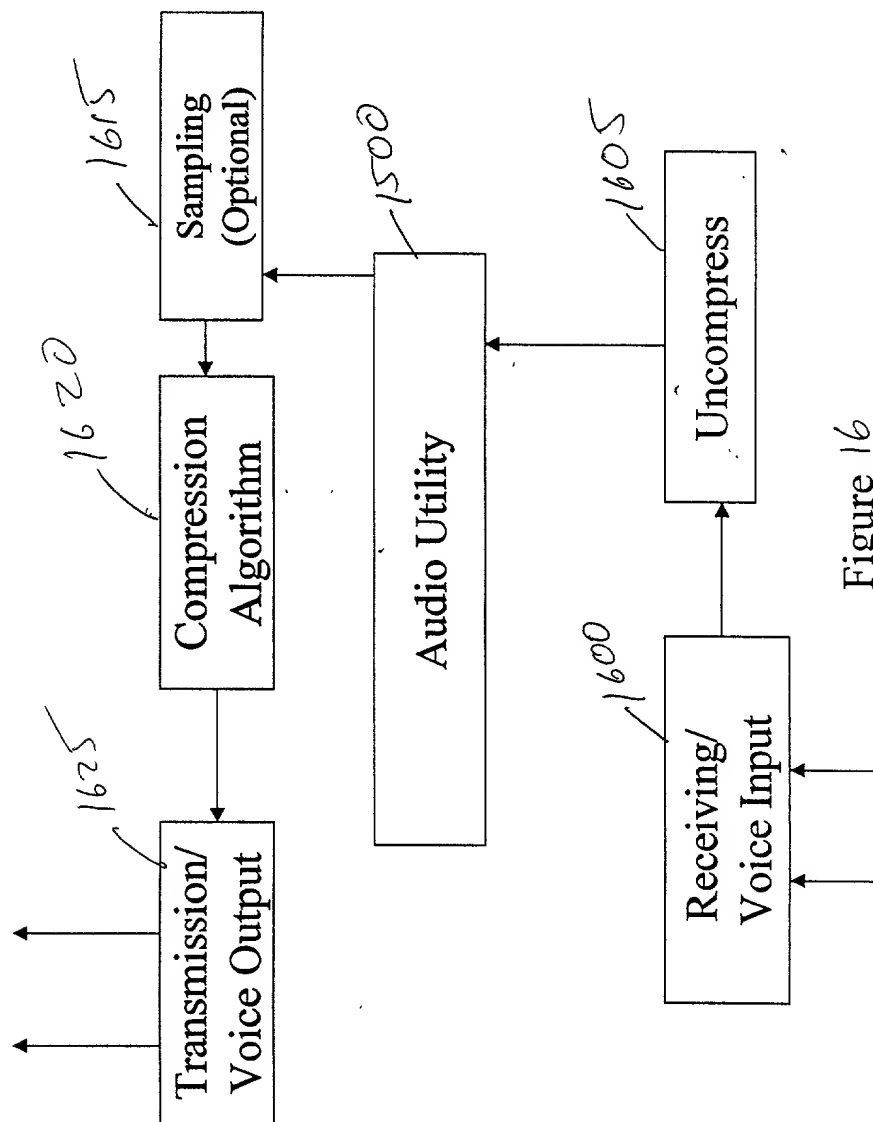 1625
Transmission/
Voice Output
1620
Compression
Algorithm
1615
Sampling
(Optional)
1500
Audio Utility
1600
Receiving/
Voice Input
1605
Uncompress
Figure 16